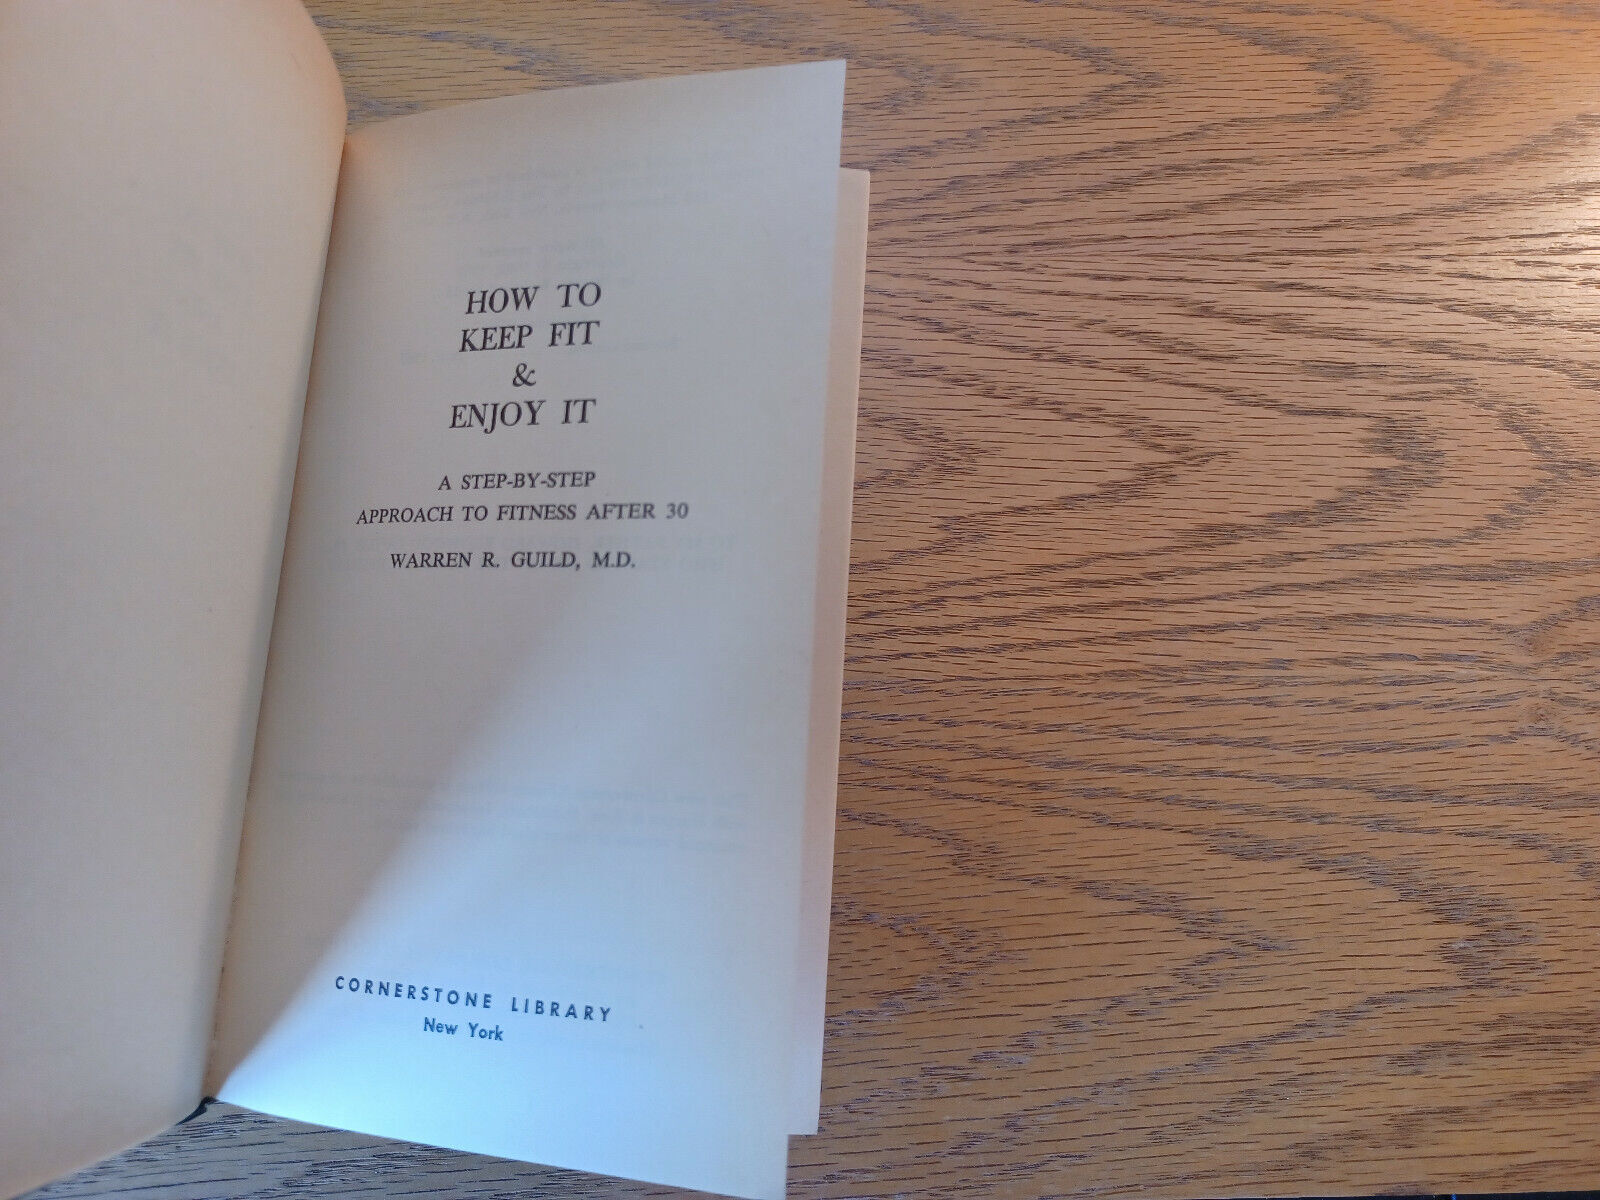 HOW TO
KEEP FIT
&
ENJOY IT
A STEP-BY-STEP
APPROACH TO FITNESS AFTER 30
WARREN R. GUILD, M.D.
CORNERSTONE LIBRARY
New York